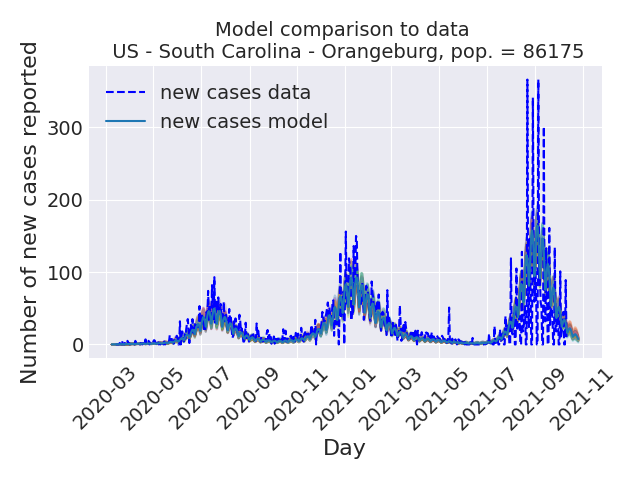 Model comparison to data
US - South Carolina - Orangeburg, pop. = 86175
Number of new cases reported
new cases data
new cases model
300
200
100
0
2020-03
2020-05
2020-07
2020-09
2020-11
2021-01
2021-03
2021-05
2021-07
2021-09
2021-11
Day